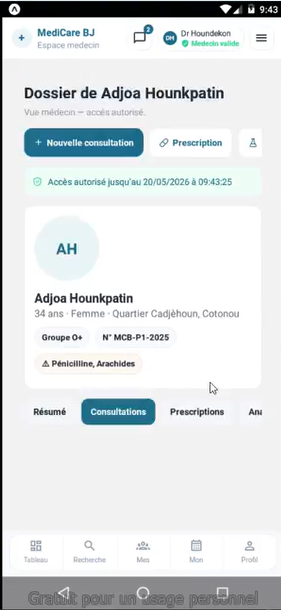 9:43
MediCare BJ
Espace medecin
2
DH
Dr Houndekon
Médecin valide
Dossier de Adjoa Hounkpatin
Vue médecin — accès autorisé.
+ Nouvelle consultation
Prescription
Accès autorisé jusqu'au 20/05/2026 à 09:43:25
AH
Adjoa Hounkpatin
34 ans · Femme · Quartier Cadjèhoun, Cotonou
Groupe O+
N° MCB-P1-2025
⚠ Pénicilline, Arachides
Résumé
Consultations
Prescriptions
Ana
Tableau
Recherche
Mes
Mon
Profil
Gratuit pour un usage personnel